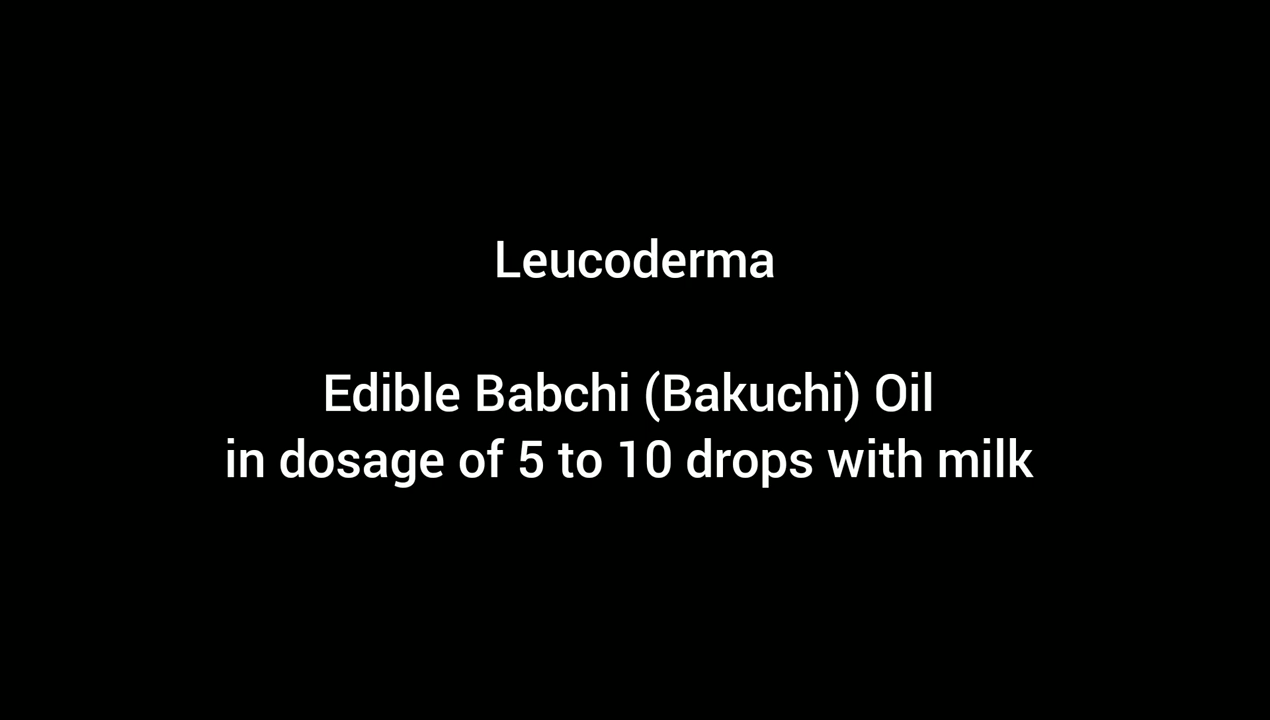 Leucoderma
Edible Babchi (Bakuchi) Oil
in dosage of 5 to 10 drops with milk